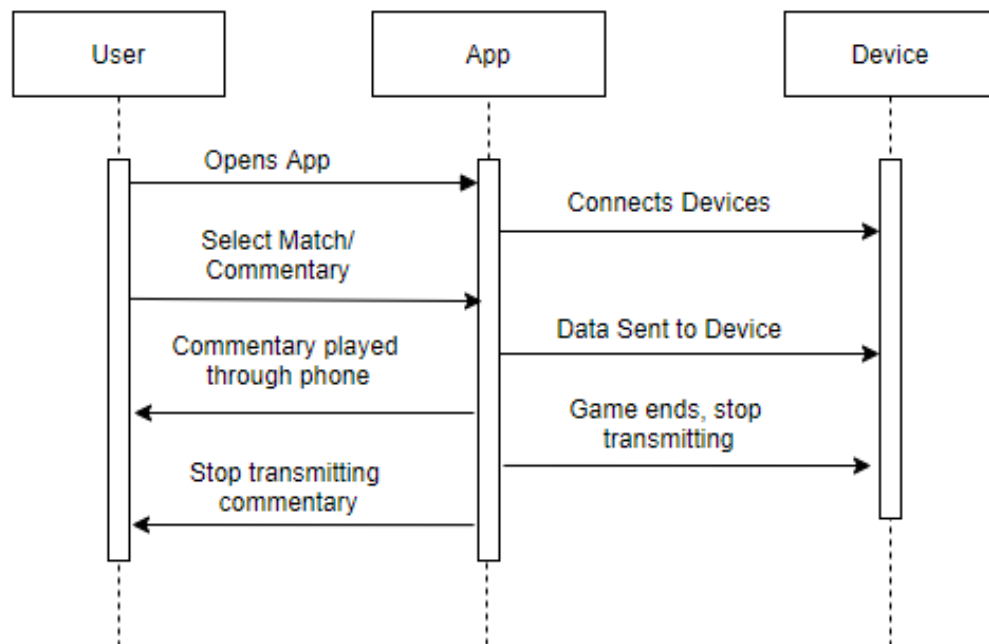 User
App
Device
Opens App
Connects Devices
Select Match/
Commentary
Data Sent to Device
Commentary played
through phone
Game ends, stop
transmitting
Stop transmitting
commentary